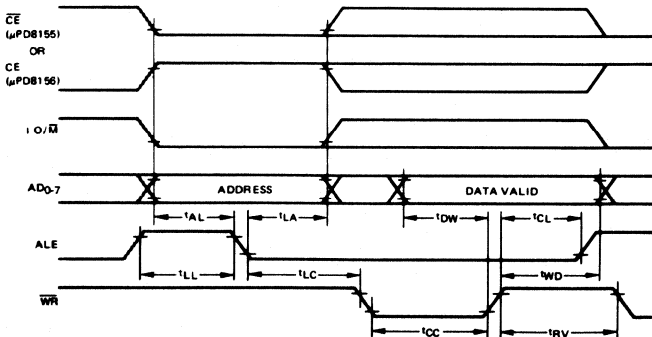 CE
(μPD8155)
OR
CE
(μPD8156)
IO/M
AD0-7
ADDRESS
DATA VALID
tAL
tLA
tDW
tCL
ALE
tLL
tLC
tWD
WR
tCC
tRV